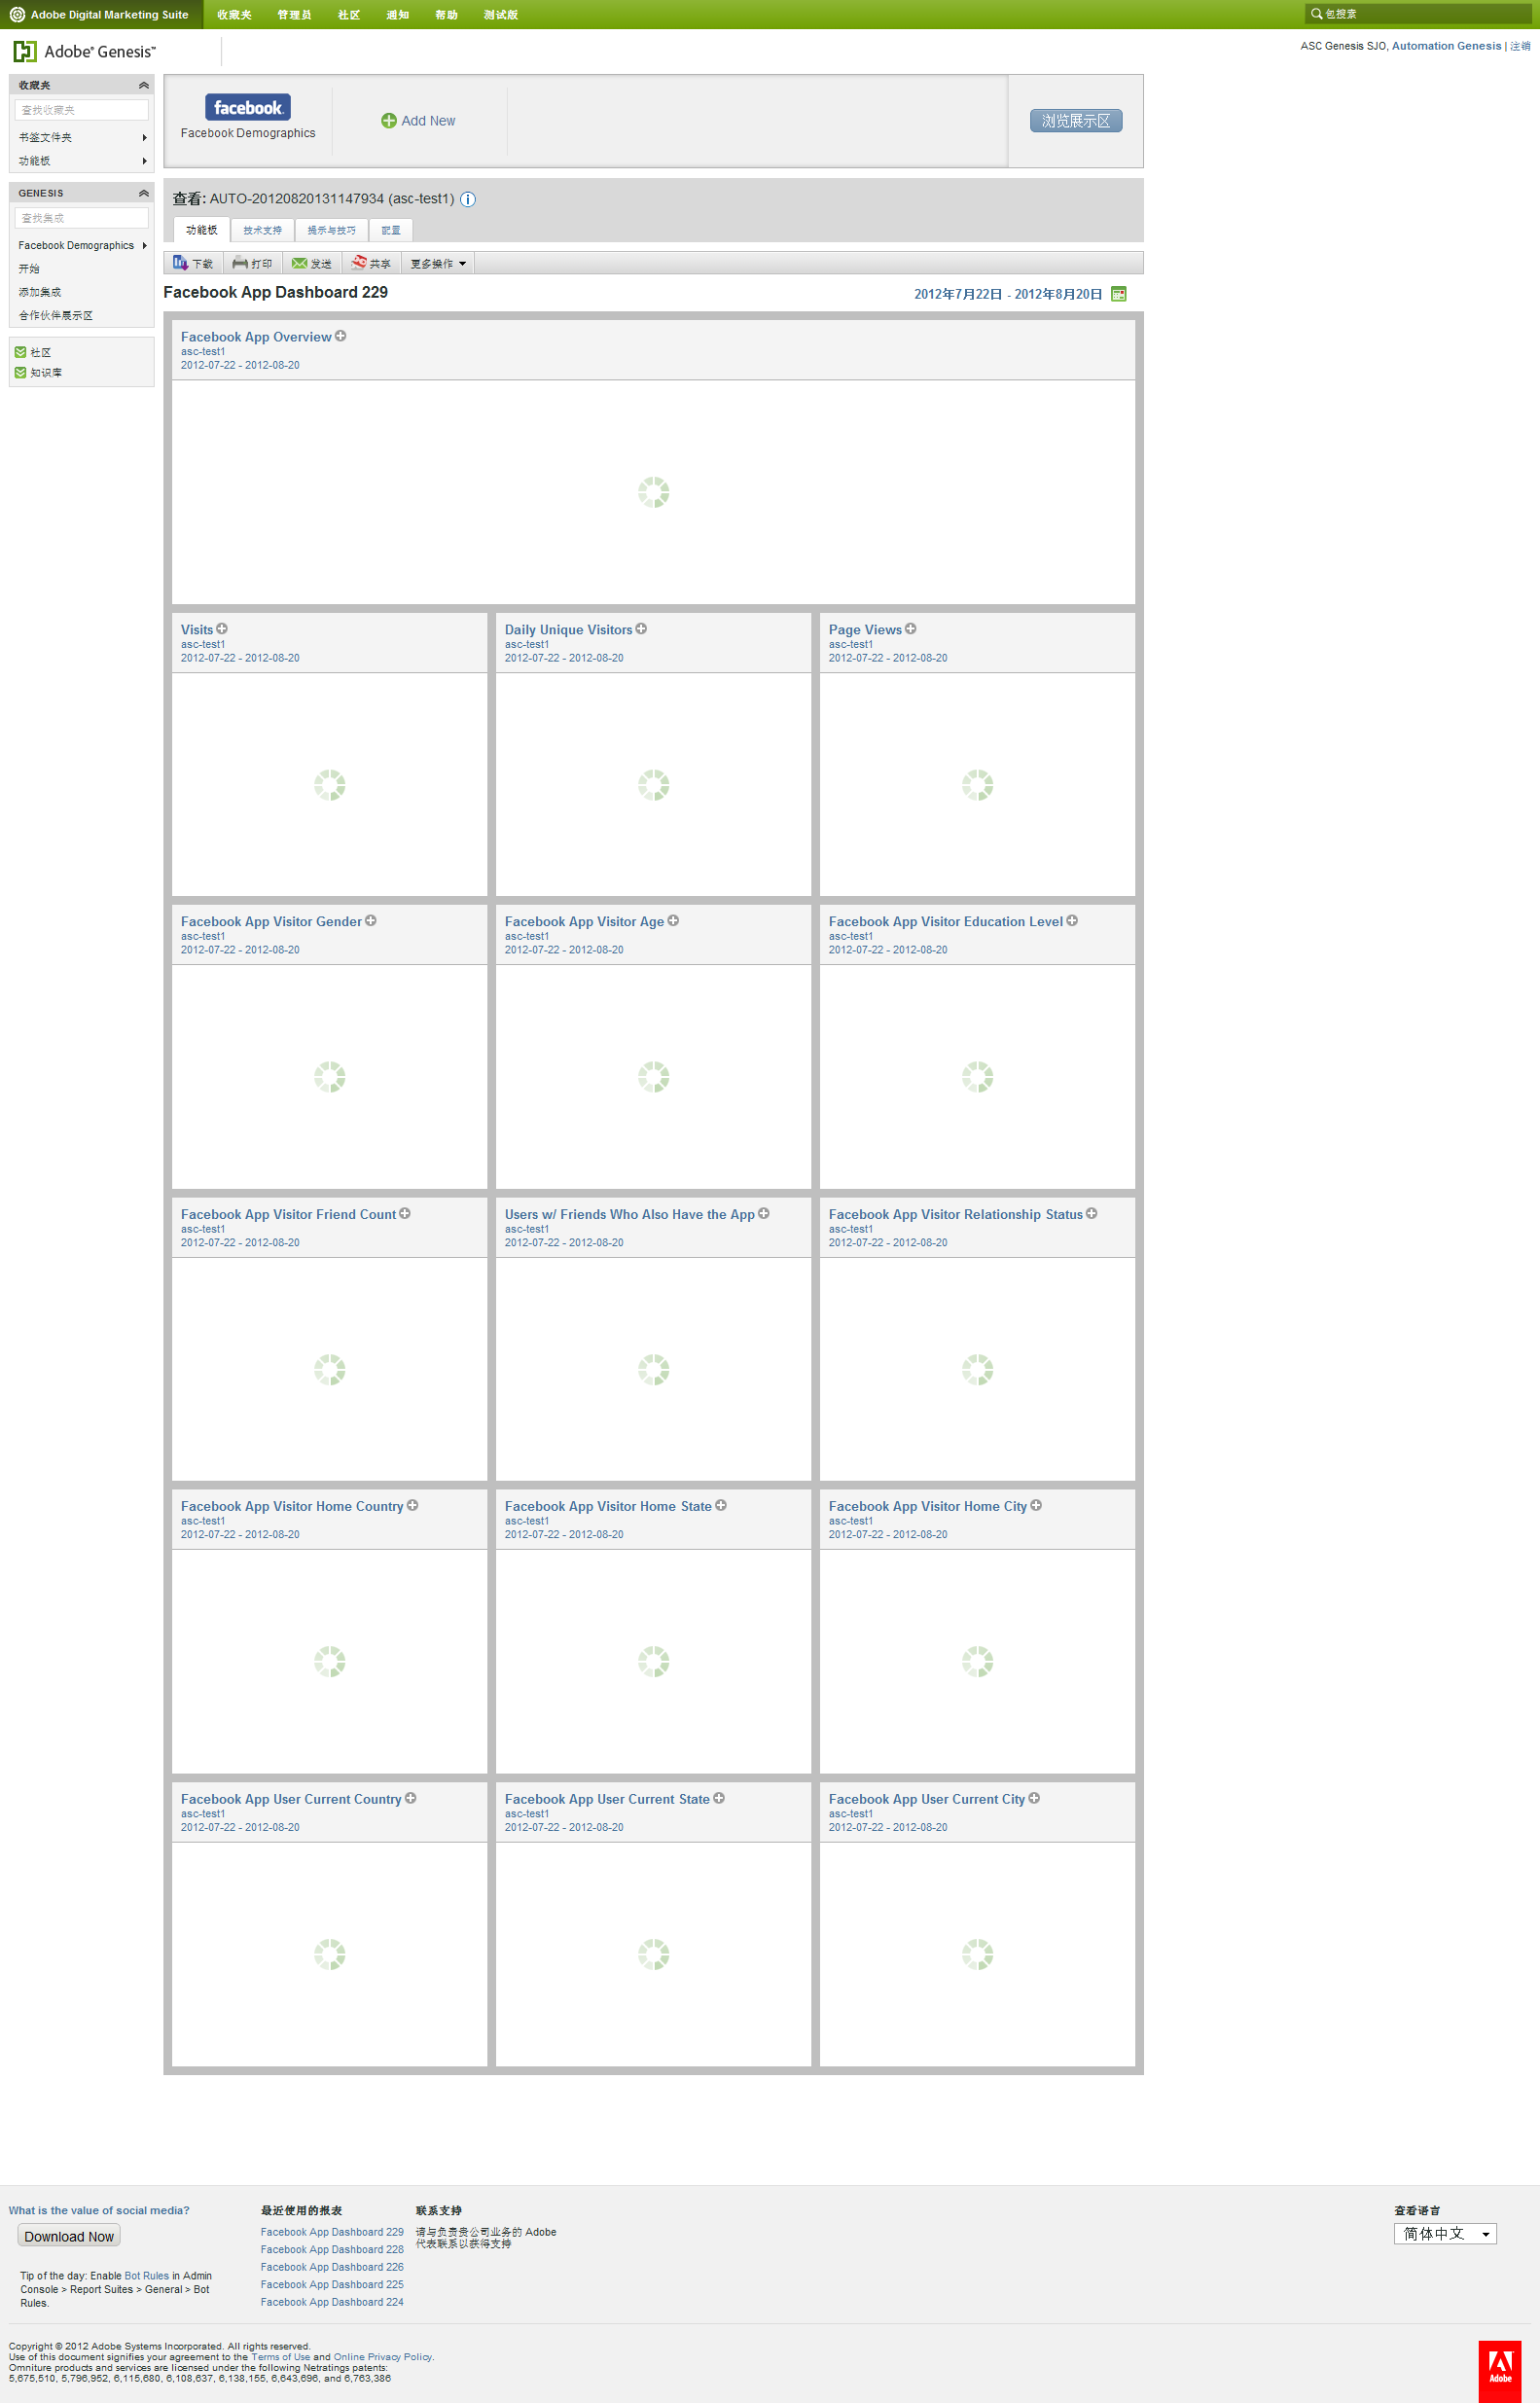 Adobe Digital Marketing Suite 收藏夹 管理员 社区 通知 帮助 测试版 包搜索
Adobe® Genesis™
ASC Genesis SJO, Automation Genesis | 注销
收藏夹
查找收藏夹
书签文件夹
功能板
GENESIS
查找集成
Facebook Demographics
开始
添加集成
合作伙伴展示区
社区
知识库
facebook.
Facebook Demographics
Add New
浏览展示区
查看: AUTO-20120820131147934 (asc-test1)
功能板 技术支持 提示与技巧 配置
下载 打印 发送 共享 更多操作
Facebook App Dashboard 229
2012年7月22日 - 2012年8月20日
Facebook App Overview
asc-test1
2012-07-22 - 2012-08-20
Visits
asc-test1
2012-07-22 - 2012-08-20
Daily Unique Visitors
asc-test1
2012-07-22 - 2012-08-20
Page Views
asc-test1
2012-07-22 - 2012-08-20
Facebook App Visitor Gender
asc-test1
2012-07-22 - 2012-08-20
Facebook App Visitor Age
asc-test1
2012-07-22 - 2012-08-20
Facebook App Visitor Education Level
asc-test1
2012-07-22 - 2012-08-20
Facebook App Visitor Friend Count
asc-test1
2012-07-22 - 2012-08-20
Users w/ Friends Who Also Have the App
asc-test1
2012-07-22 - 2012-08-20
Facebook App Visitor Relationship Status
asc-test1
2012-07-22 - 2012-08-20
Facebook App Visitor Home Country
asc-test1
2012-07-22 - 2012-08-20
Facebook App Visitor Home State
asc-test1
2012-07-22 - 2012-08-20
Facebook App Visitor Home City
asc-test1
2012-07-22 - 2012-08-20
Facebook App User Current Country
asc-test1
2012-07-22 - 2012-08-20
Facebook App User Current State
asc-test1
2012-07-22 - 2012-08-20
Facebook App User Current City
asc-test1
2012-07-22 - 2012-08-20
What is the value of social media?
Download Now
Tip of the day: Enable Bot Rules in Admin
Console > Report Suites > General > Bot
Rules.
最近使用的报表
Facebook App Dashboard 229
Facebook App Dashboard 228
Facebook App Dashboard 226
Facebook App Dashboard 225
Facebook App Dashboard 224
联系支持
请与负责贵公司业务的 Adobe
代表联系以获得支持
查看语言
简体中文
Copyright © 2012 Adobe Systems Incorporated. All rights reserved.
Use of this document signifies your agreement to the Terms of Use and Online Privacy Policy.
Omniture products and services are licensed under the following Netratings patents:
5,675,510, 5,796,952, 6,115,680, 6,108,637, 6,138,155, 6,643,696, and 6,763,386
Adobe